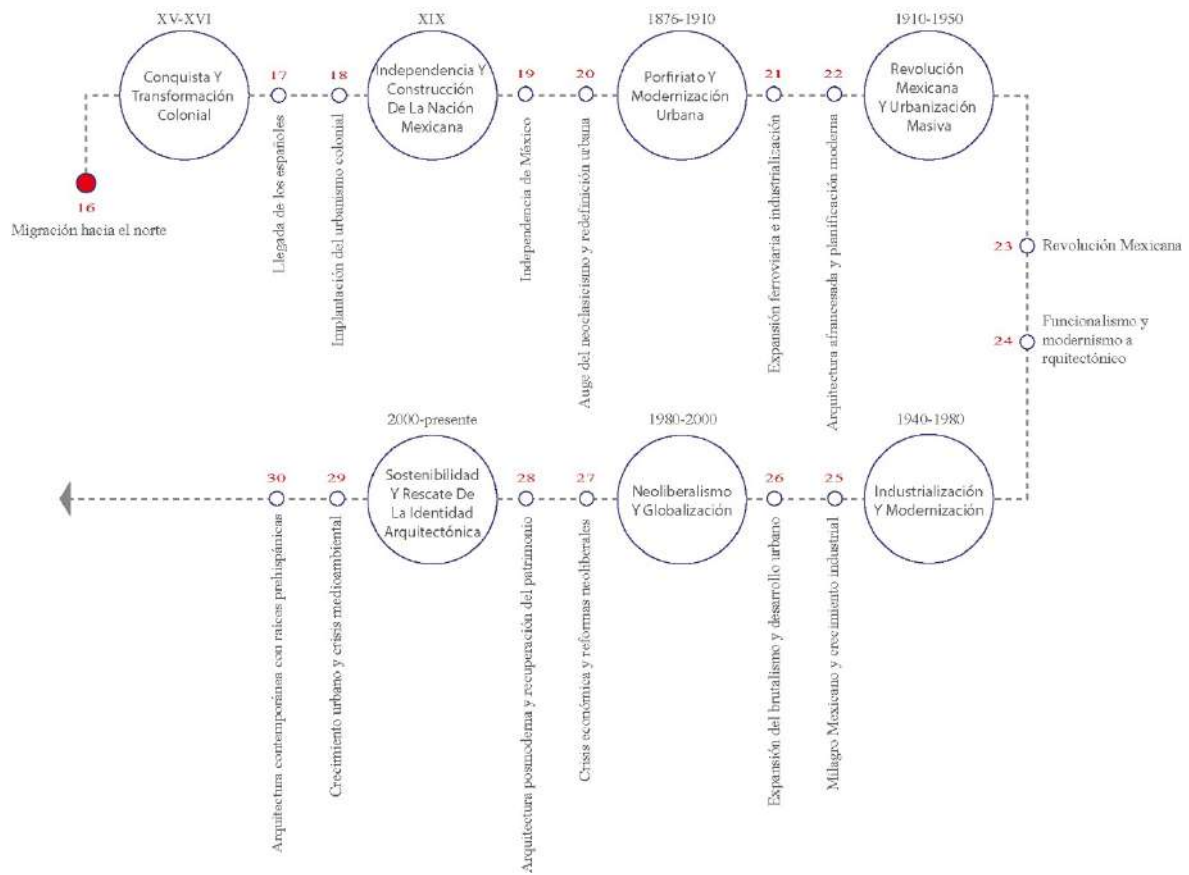 XV-XVI
Conquista Y
Transformación
Colonial
16
Migración hacia el norte
17
Llegada de los españoles
18
Implantación del urbanismo colonial
XIX
Independencia Y
Construcción
De La Nación
Mexicana
19
Independencia de México
20
Auge del neoclasicismo y redefinición urbana
1876-1910
Porfiriato Y
Modernización
Urbana
21
Expansión ferroviaria e industrialización
22
Arquitectura afrancesada y planificación moderna
1910-1950
Revolución
Mexicana
Y Urbanización
Masiva
23
Revolución Mexicana
24
Funcionalismo y
modernismo a
rquitectónico
1940-1980
Industrialización
Y Modernización
25
Milagro Mexicano y crecimiento industrial
26
Expansión del brutalismo y desarrollo urbano
1980-2000
Neoliberalismo
Y Globalización
27
Crisis económica y reformas neoliberales
28
Arquitectura posmoderna y recuperación del patrimonio
2000-presente
Sostenibilidad
Y Rescate De
La Identidad
Arquitectónica
29
Crecimiento urbano y crisis medioambiental
30
Arquitectura contemporánea con raíces prehispánicas